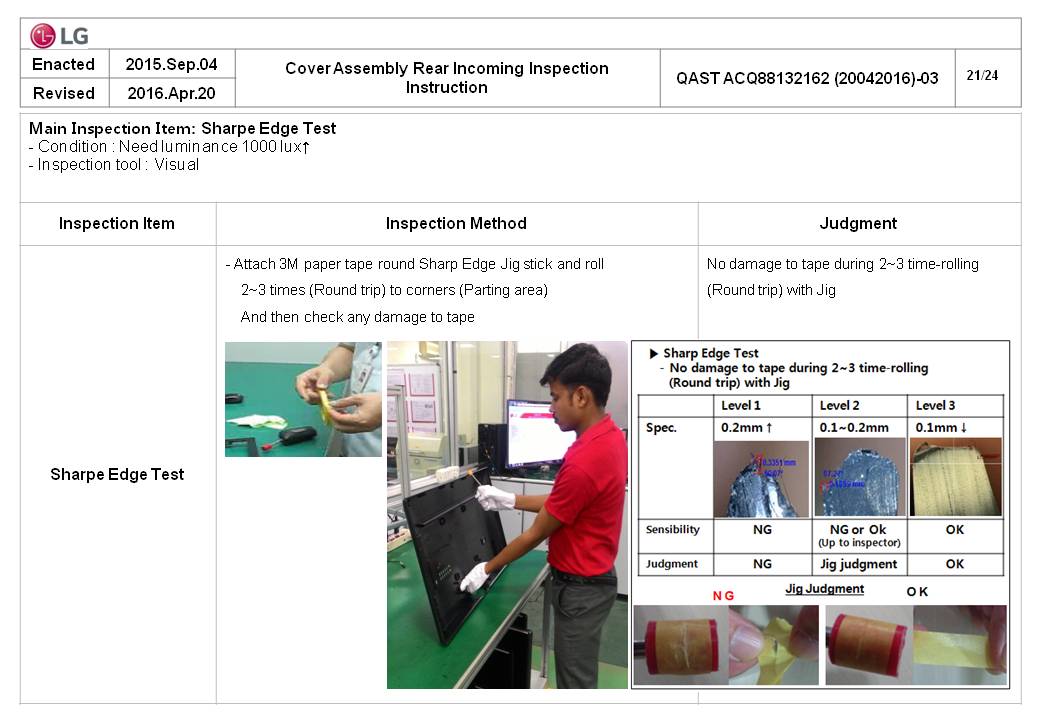 LG
Enacted 2015.Sep.04 Cover Assembly Rear Incoming Inspection Instruction QAST ACQ88132162 (20042016)-03 21/24
Revised 2016.Apr.20
Main Inspection Item: Sharpe Edge Test
- Condition : Need luminance 1000 lux↑
- Inspection tool : Visual
Inspection Item Inspection Method Judgment
Sharpe Edge Test
- Attach 3M paper tape round Sharp Edge Jig stick and roll
2~3 times (Round trip) to corners (Parting area)
And then check any damage to tape
No damage to tape during 2~3 time-rolling
(Round trip) with Jig
▶ Sharp Edge Test
- No damage to tape during 2~3 time-rolling
(Round trip) with Jig
Level 1 Level 2 Level 3
Spec. 0.2mm ↑ 0.1~0.2mm 0.1mm ↓
Sensibility NG NG or Ok OK
(Up to inspector)
Judgment NG Jig judgment OK
NG Jig Judgment OK